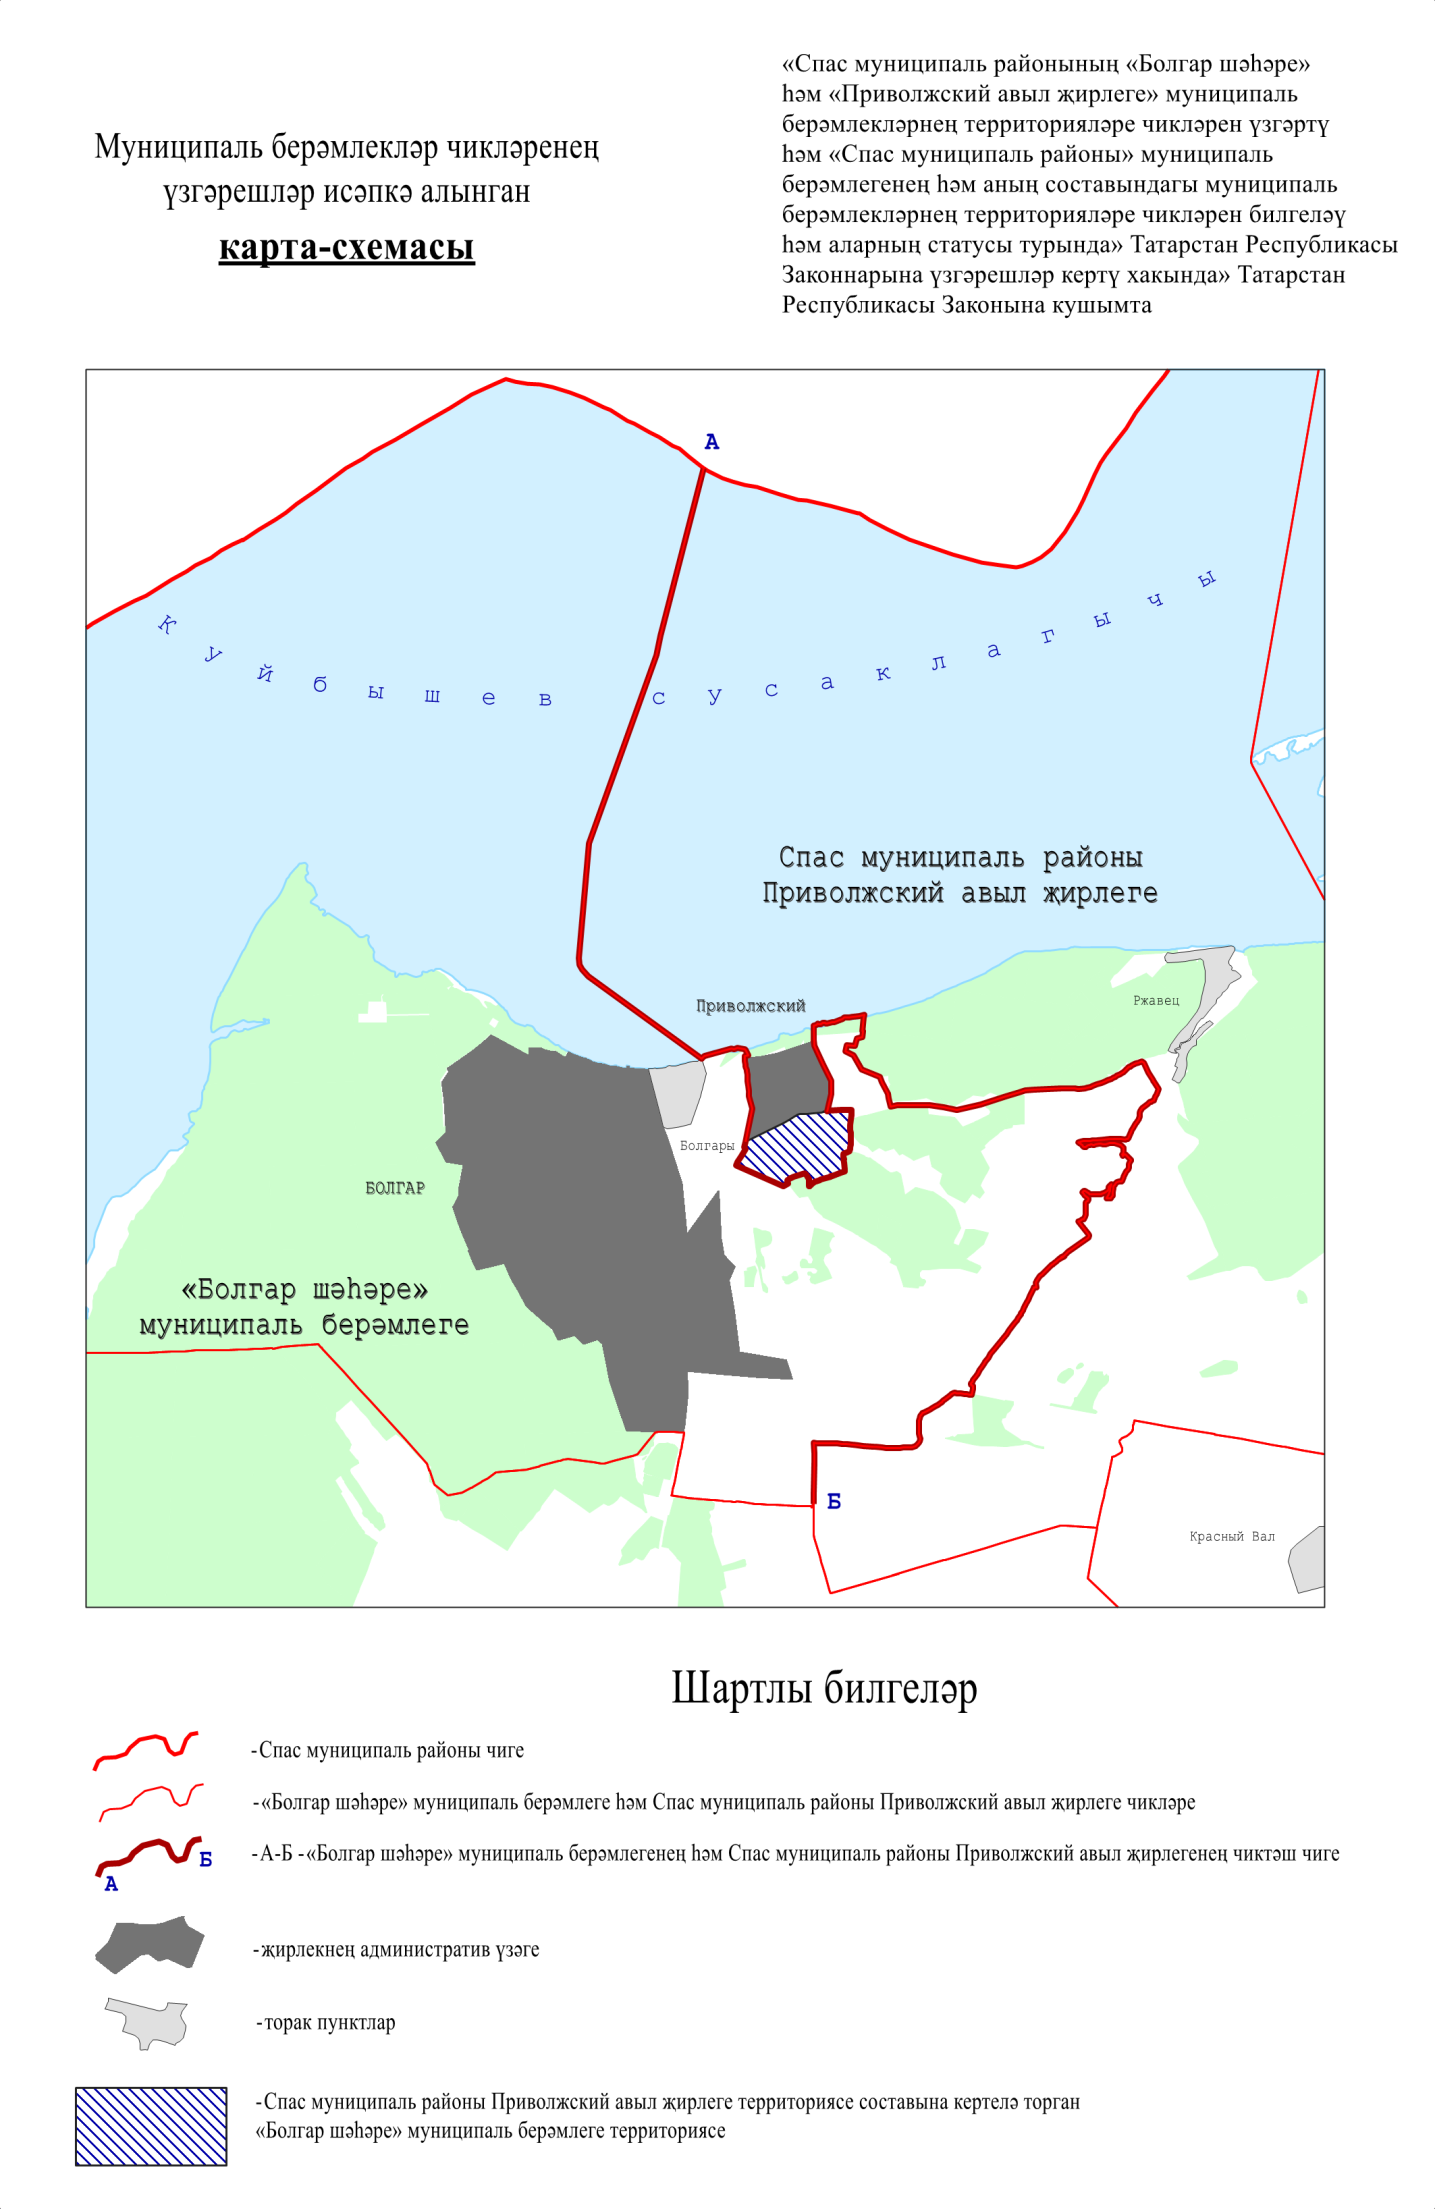 «Спас муниципаль районының «Болгар шәһәре»
һәм «Приволжский авыл җирлеге» муниципаль
берәмлекләрнең территорияләре чикләрен үзгәртү
һәм «Спас муниципаль районы» муниципаль
берәмлегенең һәм аның составындагы муниципаль
берәмлекләрнең территорияләре чикләрен билгеләү
һәм аларның статусы турында» Татарстан Республикасы
Законнарына үзгәрешләр кертү хакында» Татарстан
Республикасы Законына кушымта
Муниципаль берәмлекләр чикләренең
үзгәрешләр исәпкә алынган
карта-схемасы
А
Куйбышев сусаклагычы
Спас муниципаль районы
Приволжский авыл җирлеге
Приволжский
Ржавец
Болгары
БОЛГАР
«Болгар шәһәре»
муниципаль берәмлеге
Б
Красный Вал
Шартлы билгеләр
-Спас муниципаль районы чиге
-«Болгар шәһәре» муниципаль берәмлеге һәм Спас муниципаль районы Приволжский авыл җирлеге чикләре
Б
А
-А-Б -«Болгар шәһәре» муниципаль берәмлегенең һәм Спас муниципаль районы Приволжский авыл җирлегенең чиктәш чиге
-җирлекнең административ үзәге
-торак пунктлар
-Спас муниципаль районы Приволжский авыл җирлеге территориясе составына кертелә торган
«Болгар шәһәре» муниципаль берәмлеге территориясе